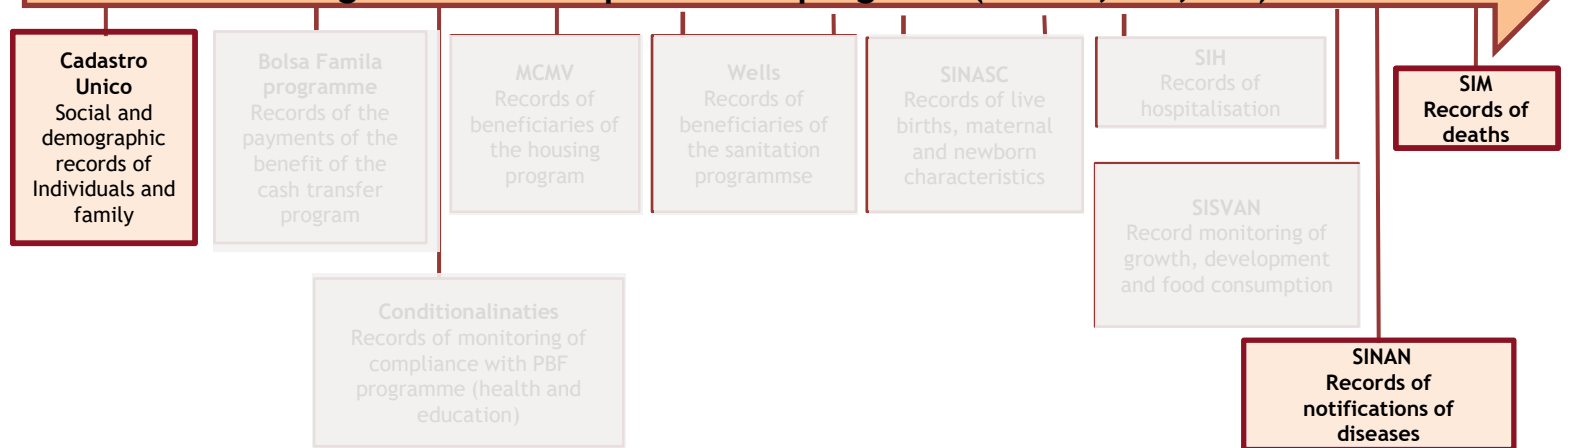 Cadastro
Unico
Social and
demographic
records of
Individuals and
family
Bolsa Famila
programme
Records of the
payments of the
benefit of the
cash transfer
program
MCMV
Records of
beneficiaries of
the housing
program
Wells
Records of
beneficiaries of
the sanitation
programmse
SINASC
Records of live
births, maternal
and newborn
characteristics
SIH
Records of
hospitalisation
SIM
Records of
deaths
SISVAN
Record monitoring of
growth, development
and food consumption
Conditionalinaties
Records of monitoring of
compliance with PBF
programme (health and
education)
SINAN
Records of
notifications of
diseases